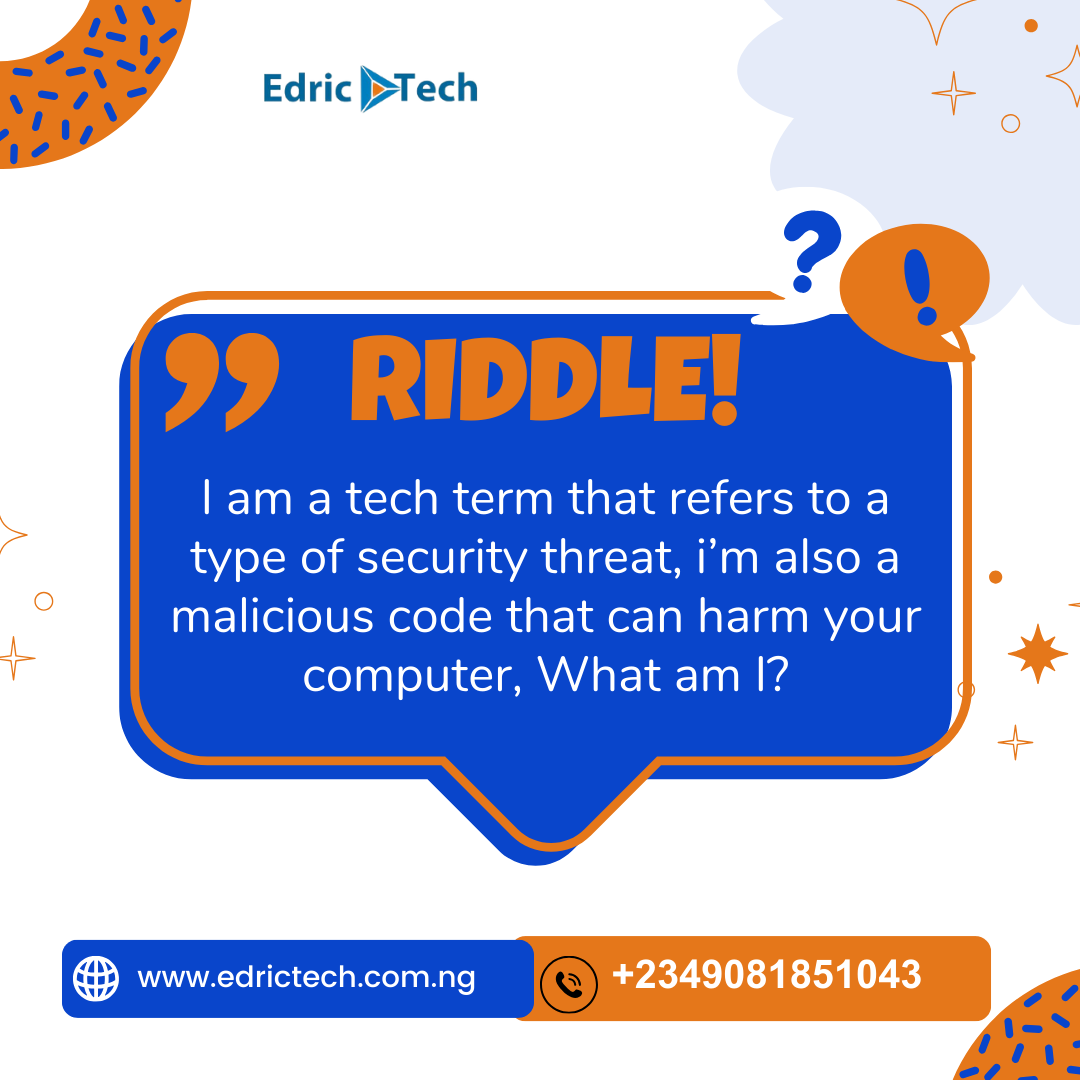 Edric Tech
? !
” RIDDLE!
I am a tech term that refers to a
type of security threat, i’m also a
malicious code that can harm your
computer, What am I?
www.edrictech.com.ng
+2349081851043